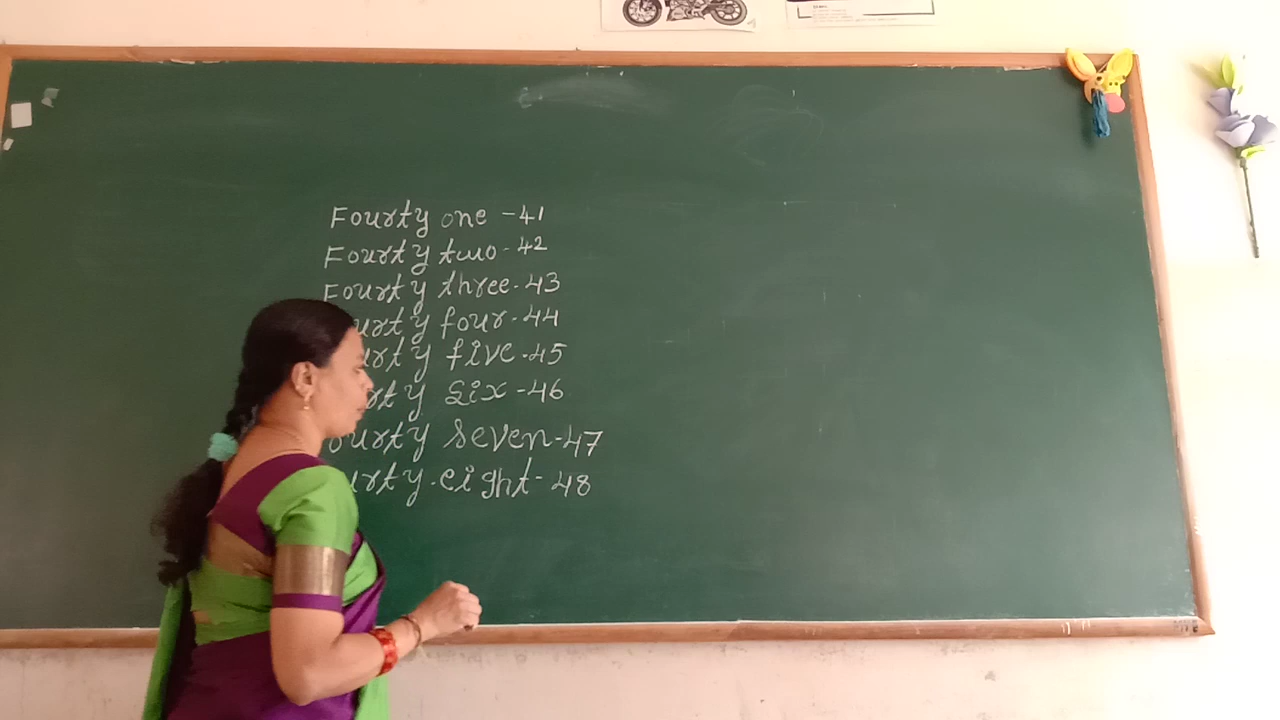 Fourty one - 41
Fourty two - 42
Fourty three - 43
urty four - 44
urty five - 45
rty six - 46
ourty seven - 47
urty.eight - 48